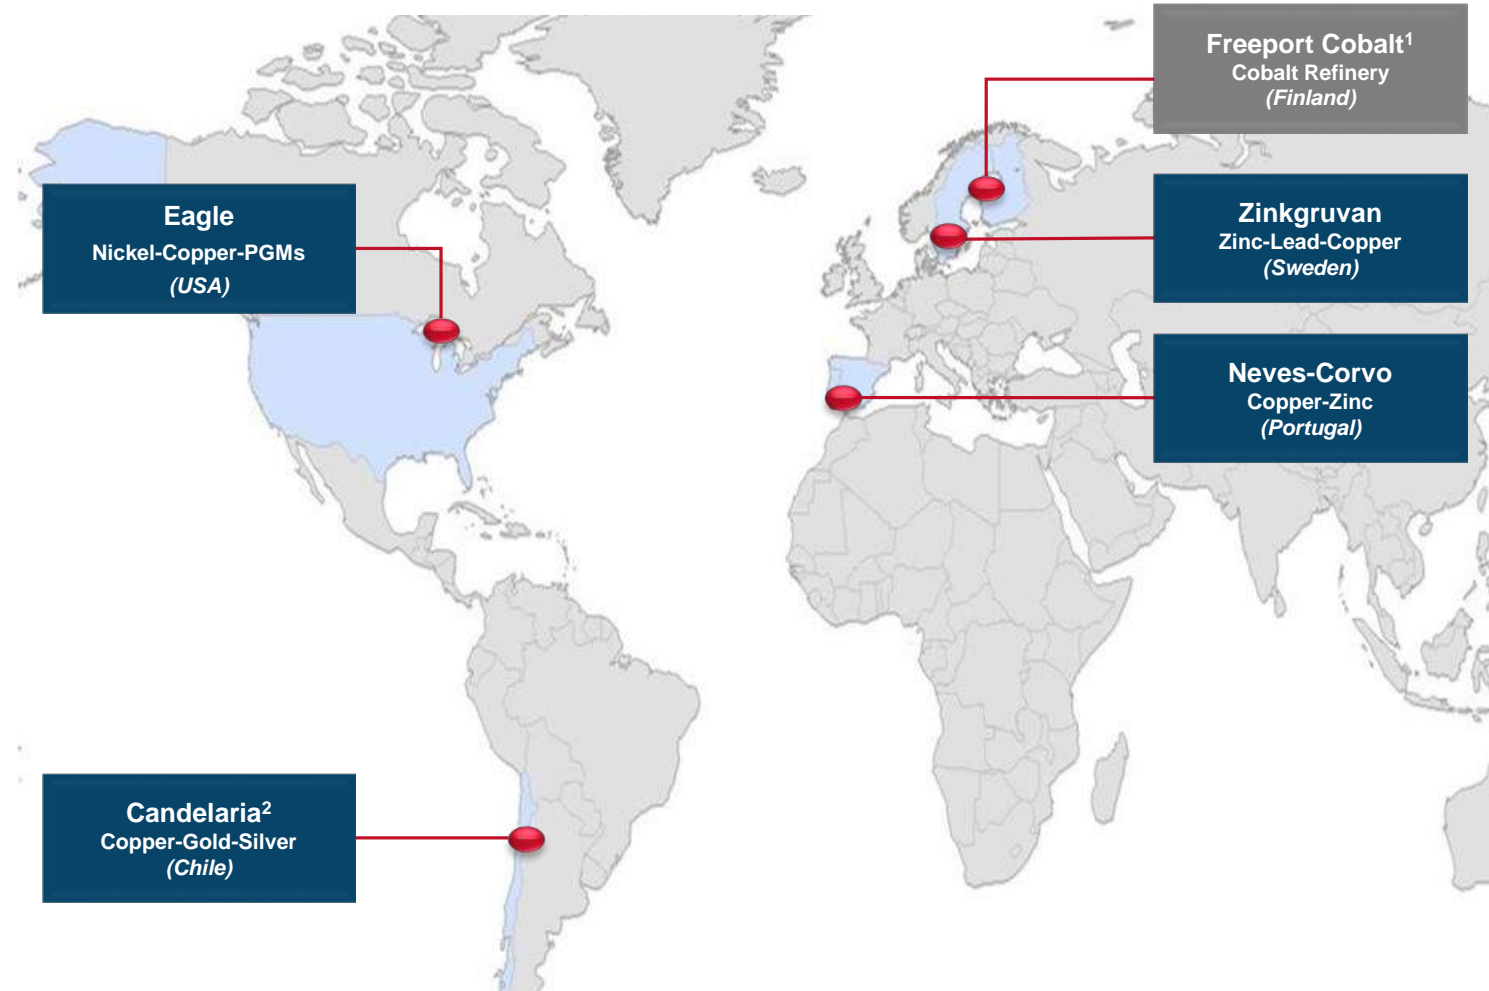 Freeport Cobalt¹
Cobalt Refinery
(Finland)
Eagle
Nickel-Copper-PGMs
(USA)
Zinkgruvan
Zinc-Lead-Copper
(Sweden)
Neves-Corvo
Copper-Zinc
(Portugal)
Candelaria²
Copper-Gold-Silver
(Chile)